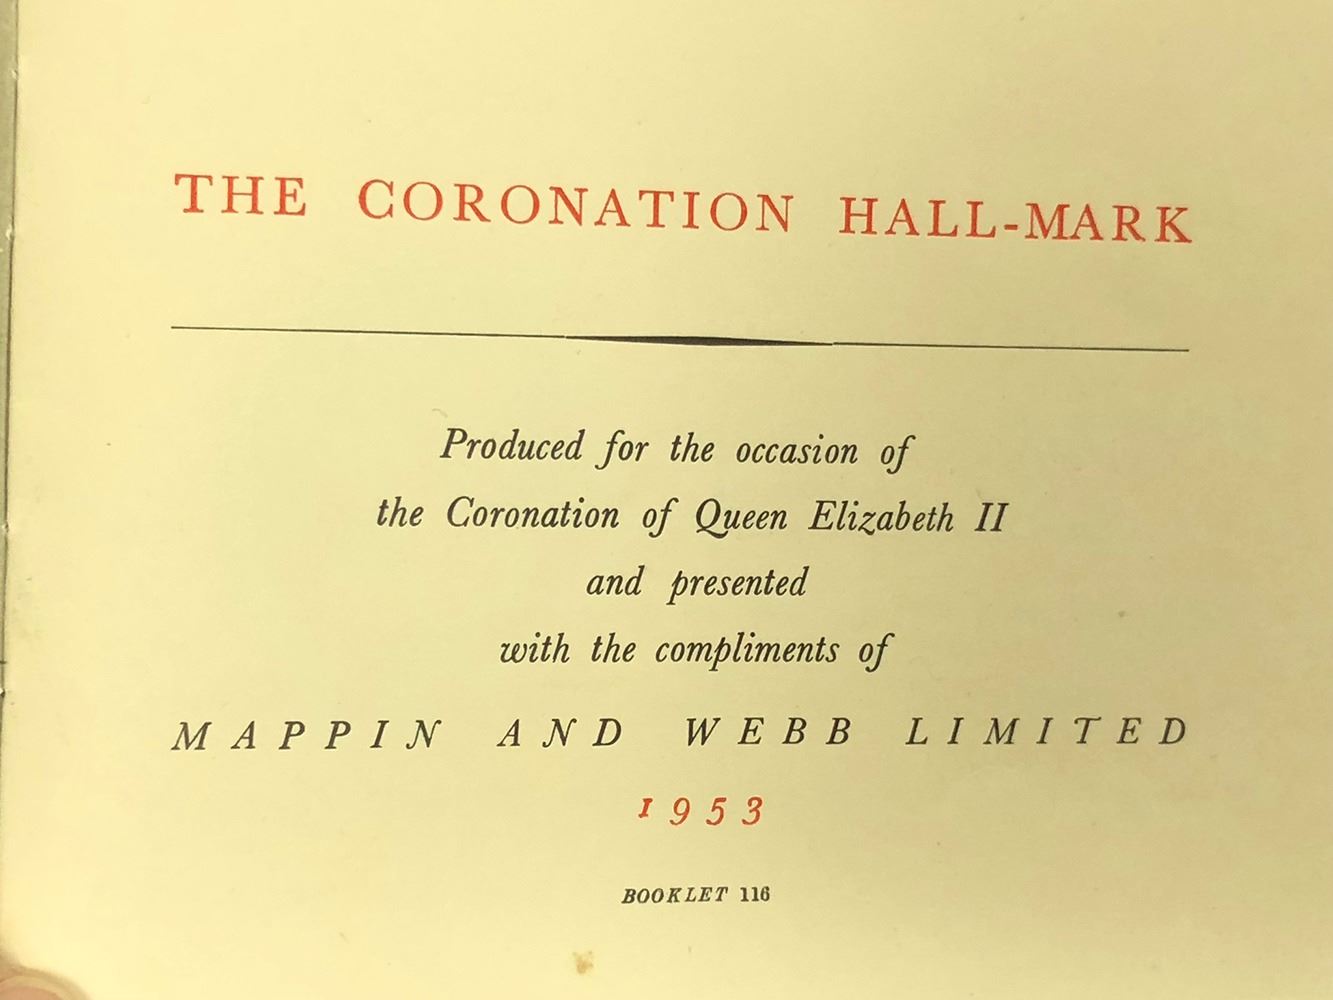 THE CORONATION HALL-MARK
Produced for the occasion of
the Coronation of Queen Elizabeth II
and presented
with the compliments of
MAPPIN AND WEBB LIMITED
1953
BOOKLET 116